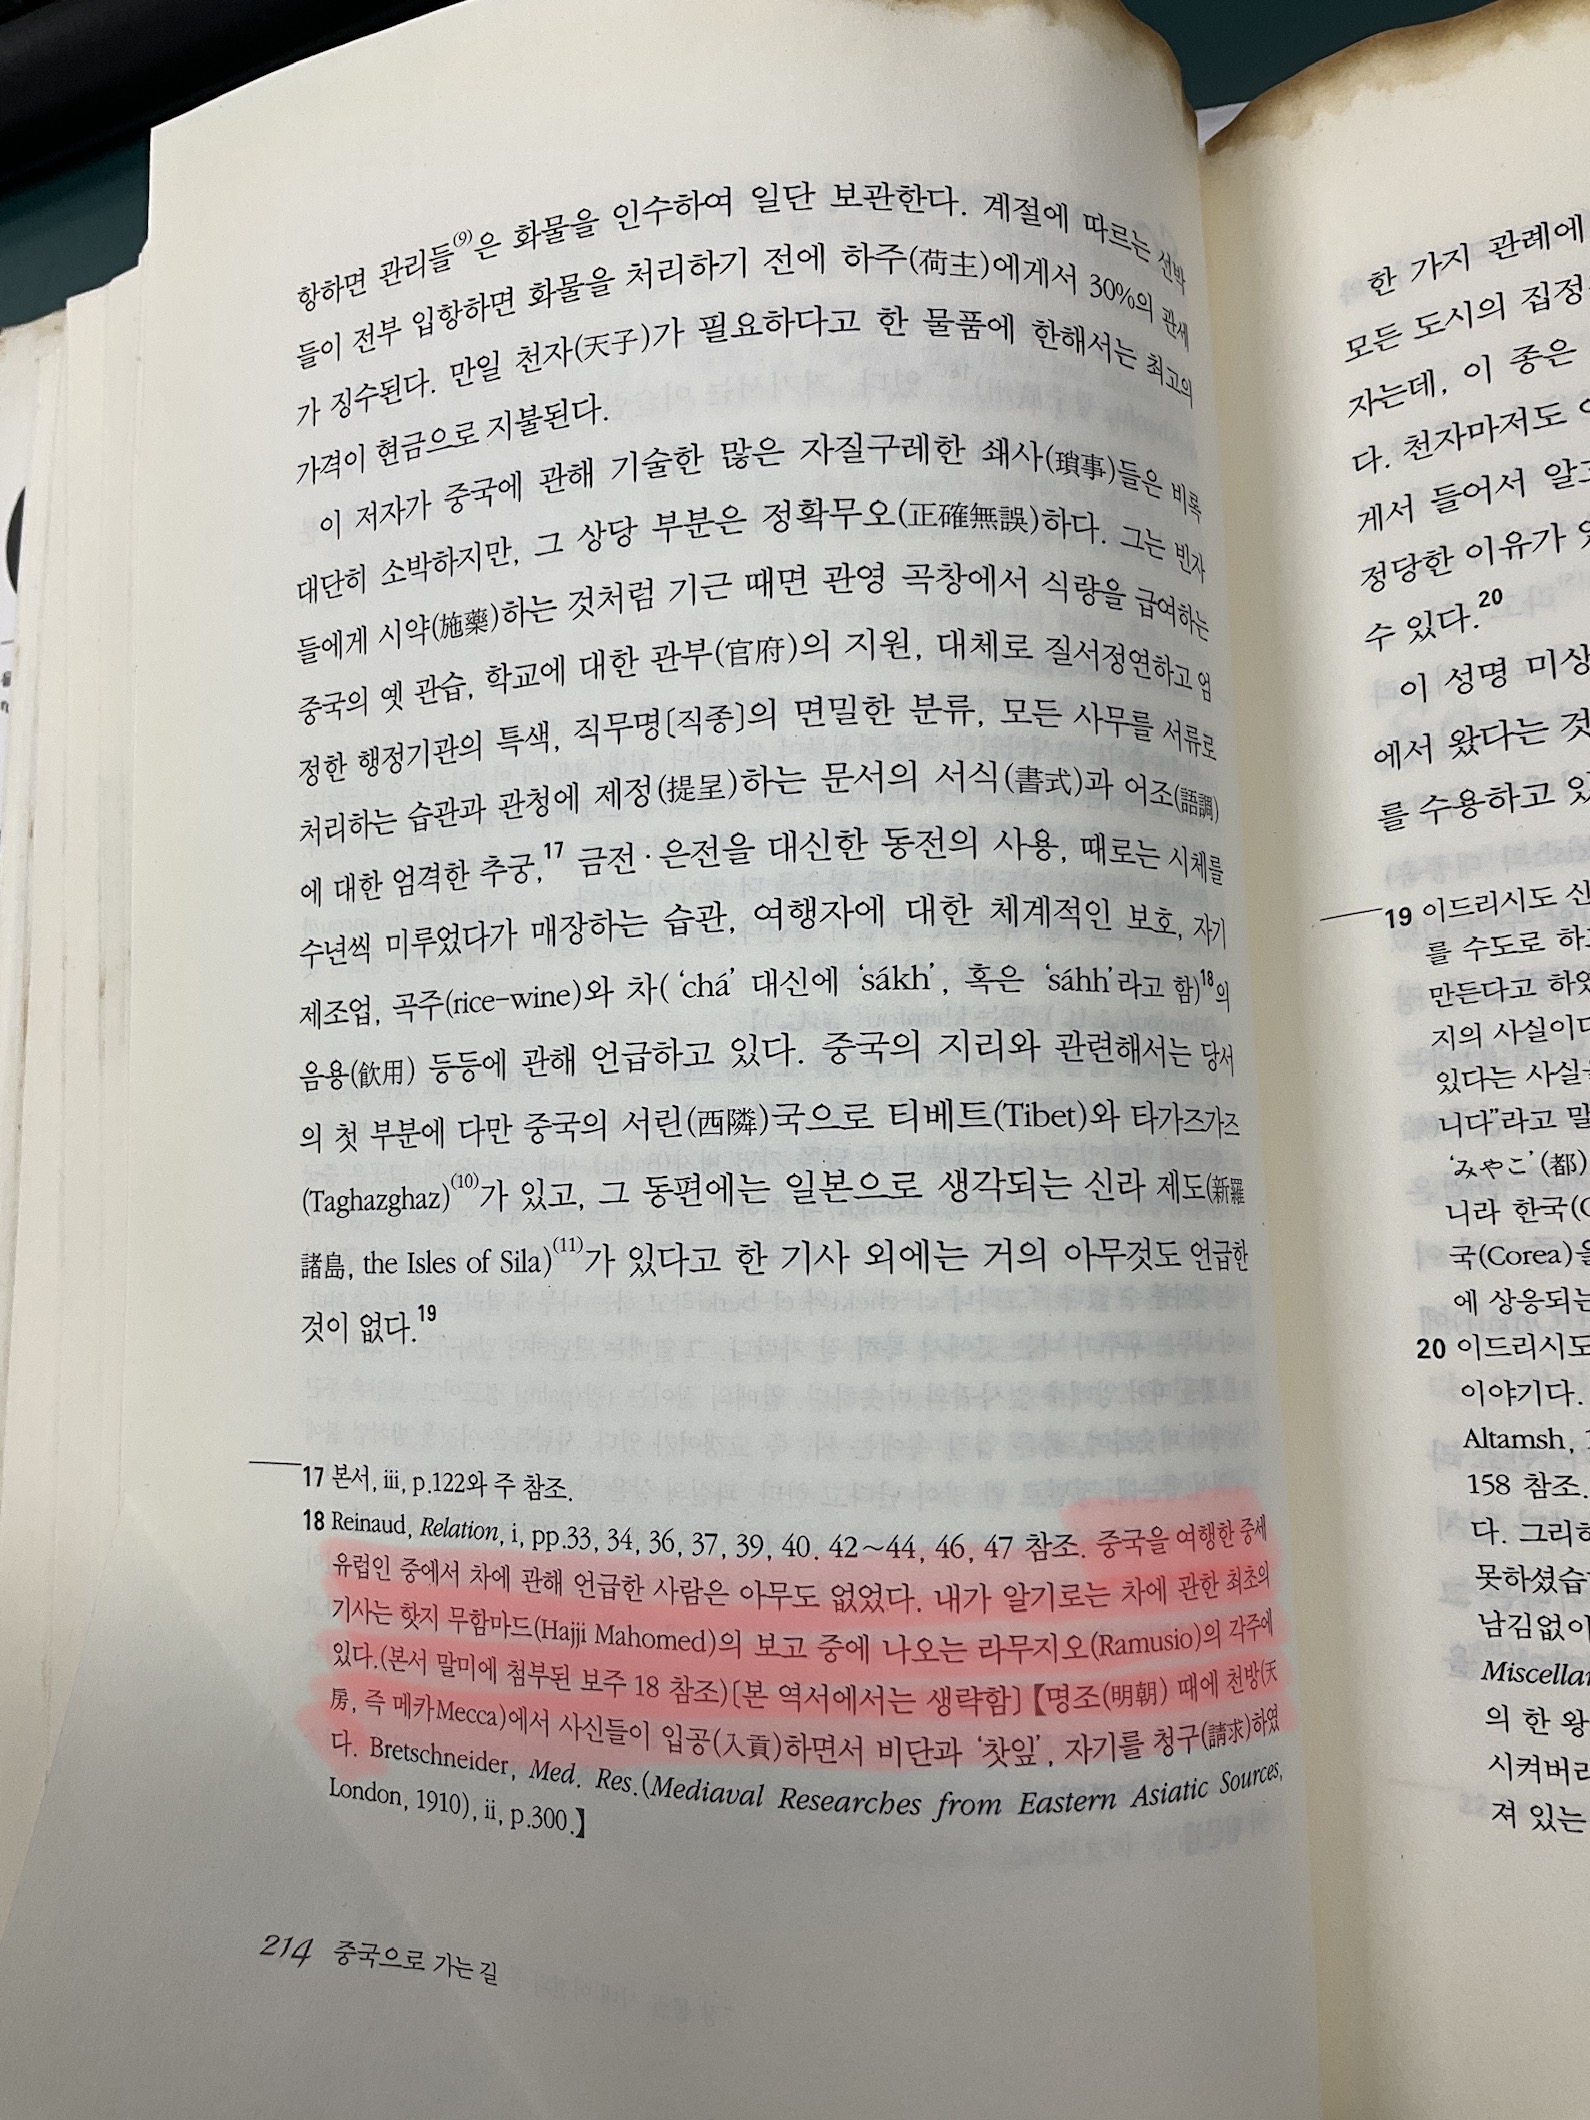 항하면 관리들(9)은 화물을 인수하여 일단 보관한다. 계절에 따르는 선박
들이 전부 입항하면 화물을 처리하기 전에 하주(荷主)에게서 30%의 관세
가 징수된다. 만일 천자(天子)가 필요하다고 한 물품에 한해서는 최고의
가격이 현금으로 지불된다.
이 저자가 중국에 관해 기술한 많은 자질구레한 쇄사(瑣事)들은 비록
대단히 소박하지만, 그 상당 부분은 정확무오(正確無誤)하다. 그는 빈자
들에게 시약(施藥)하는 것처럼 기근 때면 관영 곡창에서 식량을 급여하는
중국의 옛 관습, 학교에 대한 관부(官府)의 지원, 대체로 질서정연하고 엄
정한 행정기관의 특색, 직무명[직종]의 면밀한 분류, 모든 사무를 서류로
처리하는 습관과 관청에 제정(提呈)하는 문서의 서식(書式)과 어조(語調)
에 대한 엄격한 추궁,17 금전·은전을 대신한 동전의 사용, 때로는 시체를
수년씩 미루었다가 매장하는 습관, 여행자에 대한 체계적인 보호, 자기
제조업, 곡주(rice-wine)와 차( ‘chá’ 대신에 ‘sákh’, 혹은 ‘sáhh’라고 함)18의
음용(飮用) 등등에 관해 언급하고 있다. 중국의 지리와 관련해서는 당서
의 첫 부분에 다만 중국의 서린(西隣)국으로 티베트(Tibet)와 타가즈가즈
(Taghazghaz)(10)가 있고, 그 동편에는 일본으로 생각되는 신라 제도(新羅
諸島, the Isles of Sila)(11)가 있다고 한 기사 외에는 거의 아무것도 언급한
것이 없다.19
17 본서, iii, p.122와 주 참조.
18 Reinaud, Relation, i, pp.33, 34, 36, 37, 39, 40. 42~44, 46, 47 참조. 중국을 여행한 중세
유럽인 중에서 차에 관해 언급한 사람은 아무도 없었다. 내가 알기로는 차에 관한 최초의
기사는 핫지 무함마드(Hajji Mahomed)의 보고 중에 나오는 라무지오(Ramusio)의 각주에
있다.(본서 말미에 첨부된 보주 18 참조)[본 역서에서는 생략함]【명조(明朝) 때에 천방(天
房, 즉 메카Mecca)에서 사신들이 입공(入貢)하면서 비단과 ‘찻잎’, 자기를 청구(請求)하였
다. Bretschneider, Med. Res.(Mediaval Researches from Eastern Asiatic Sources,
London, 1910), ii, p.300.】
214 중국으로 가는 길
한 가지 관례에
모든 도시의 집정
자는데, 이 종은
다. 천자마저도
게서 들어서 알
정당한 이유가
수 있다.20
이 성명 미상
에서 왔다는 것
를 수용하고
19 이드리시도 신
를 수도로 하
만든다고 하였
지의 사실이다
있다는 사실
니다”라고 말
‘みやこ’(都)
니라 한국(C
국(Corea)을
에 상응되는
20 이드리시도
이야기다.
Altamsh,
158 참조.
다. 그리
못하셨습
남김없이
Miscella
의 한 왕
시켜버리
져 있는